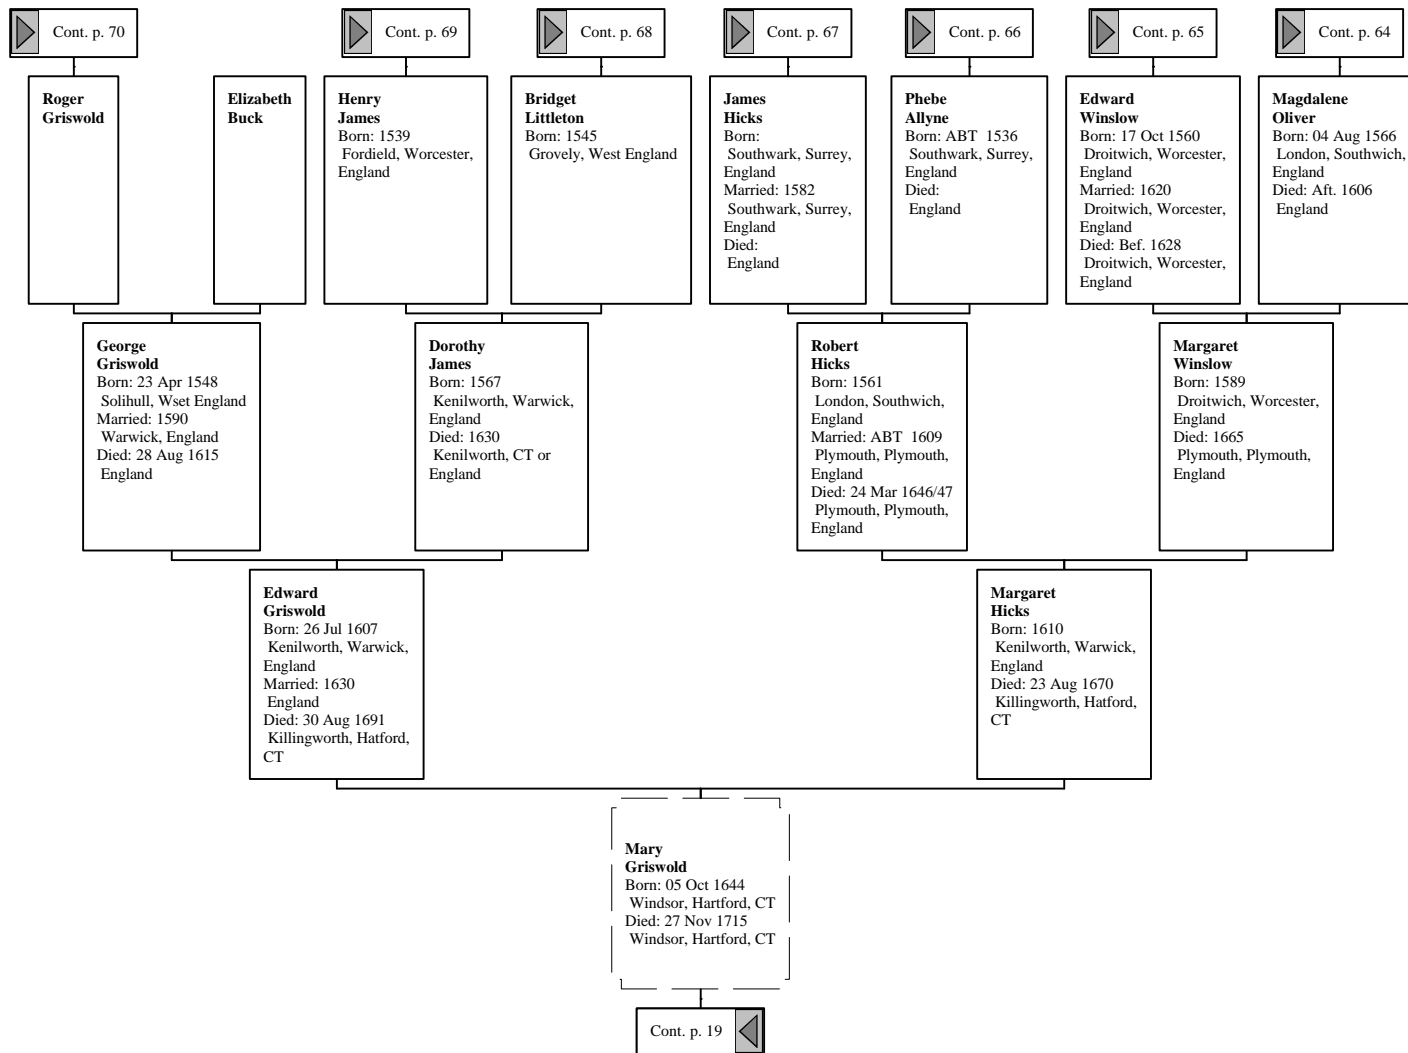 Cont. p. 70
Cont. p. 69
Cont. p. 68
Cont. p. 67
Cont. p. 66
Cont. p. 65
Cont. p. 64
Roger
Griswold
Elizabeth
Buck
Henry
James
Born: 1539
Fordield, Worcester,
England
Bridget
Littleton
Born: 1545
Grovely, West England
James
Hicks
Born:
Southwark, Surrey,
England
Married: 1582
Southwark, Surrey,
England
Died:
England
Phebe
Allyne
Born: ABT 1536
Southwark, Surrey,
England
Died:
England
Edward
Winslow
Born: 17 Oct 1560
Droitwich, Worcester,
England
Married: 1620
Droitwich, Worcester,
England
Died: Bef. 1628
Droitwich, Worcester,
England
Magdalene
Oliver
Born: 04 Aug 1566
London, Southwich,
England
Died: Aft. 1606
England
George
Griswold
Born: 23 Apr 1548
Solihull, Wset England
Married: 1590
Warwick, England
Died: 28 Aug 1615
England
Dorothy
James
Born: 1567
Kenilworth, Warwick,
England
Died: 1630
Kenilworth, CT or
England
Robert
Hicks
Born: 1561
London, Southwich,
England
Married: ABT 1609
Plymouth, Plymouth,
England
Died: 24 Mar 1646/47
Plymouth, Plymouth,
England
Margaret
Winslow
Born: 1589
Droitwich, Worcester,
England
Died: 1665
Plymouth, Plymouth,
England
Edward
Griswold
Born: 26 Jul 1607
Kenilworth, Warwick,
England
Married: 1630
England
Died: 30 Aug 1691
Killingworth, Hatford,
CT
Margaret
Hicks
Born: 1610
Kenilworth, Warwick,
England
Died: 23 Aug 1670
Killingworth, Hatford,
CT
Mary
Griswold
Born: 05 Oct 1644
Windsor, Hartford, CT
Died: 27 Nov 1715
Windsor, Hartford, CT
Cont. p. 19